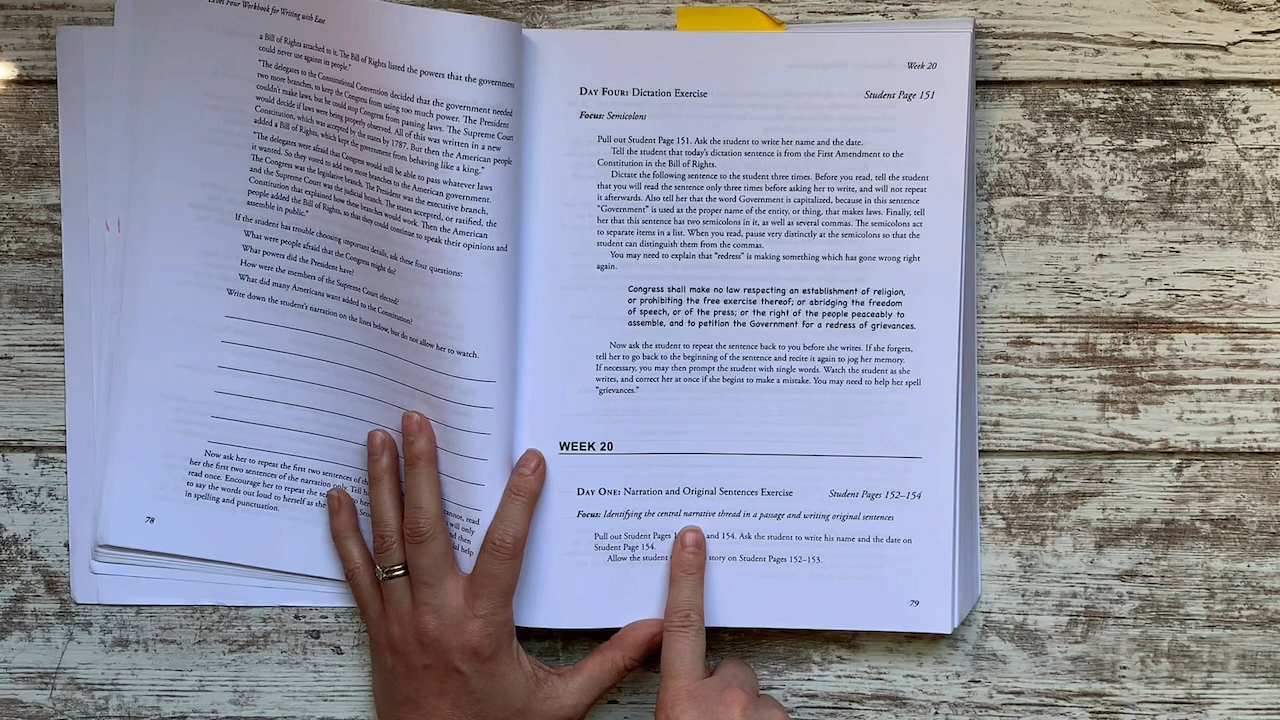 Level Four Workbook for Writing with Ease
a Bill of Rights attached to it. The Bill of Rights listed the powers that the government
could never use against its people."
"The delegates to the Constitutional Convention decided that the government needed
two more branches, to keep the Congress from using too much power. The President
couldn't make laws, but he could stop Congress from passing laws. The Supreme Court
would decide if laws were being properly observed. All of this was written in a new
Constitution, which was accepted by the states by 1787. But then the American people
added a Bill of Rights, which kept the government from behaving like a king."
"The delegates were afraid that Congress would still be able to pass whatever laws
it wanted. So they voted to add two more branches to the American government.
The Congress was the legislative branch. The President was the executive branch,
and the Supreme Court was the judicial branch. The states accepted, or ratified, the
Constitution that explained how these branches would work. Then the American
people added the Bill of Rights, so that they could continue to speak their opinions and
assemble in public."
If the student has trouble choosing important details, ask these four questions:
What were people afraid that the Congress might do?
What powers did the President have?
How were the members of the Supreme Court elected?
What did many Americans want added to the Constitution?
Write down the student's narration on the lines below, but do not allow her to watch.
Now ask her to repeat the first two sentences of
her the first two sentences of the narration only. Tell
read once. Encourage her to repeat the
to say the words out loud to herself as she
in spelling and punctuation.
cannot, read
will only
then
help
78
Week 20
DAY FOUR: Dictation Exercise Student Page 151
Focus: Semicolons
Pull out Student Page 151. Ask the student to write her name and the date.
Tell the student that today's dictation sentence is from the First Amendment to the
Constitution in the Bill of Rights.
Dictate the following sentence to the student three times. Before you read, tell the student
that you will read the sentence only three times before asking her to write, and will not repeat
it afterwards. Also tell her that the word Government is capitalized, because in this sentence
"Government" is used as the proper name of the entity, or thing, that makes laws. Finally, tell
her that this sentence has two semicolons in it, as well as several commas. The semicolons act
to separate items in a list. When you read, pause very distinctly at the semicolons so that the
student can distinguish them from the commas.
You may need to explain that "redress" is making something which has gone wrong right
again.
Congress shall make no law respecting an establishment of religion,
or prohibiting the free exercise thereof; or abridging the freedom
of speech, or of the press; or the right of the people peaceably to
assemble, and to petition the Government for a redress of grievances.
Now ask the student to repeat the sentence back to you before she writes. If she forgets,
tell her to go back to the beginning of the sentence and recite it again to jog her memory.
If necessary, you may then prompt the student with single words. Watch the student as she
writes, and correct her at once if she begins to make a mistake. You may need to help her spell
"grievances."
WEEK 20
DAY ONE: Narration and Original Sentences Exercise Student Pages 152–154
Focus: Identifying the central narrative thread in a passage and writing original sentences
Pull out Student Pages and 154. Ask the student to write his name and the date on
Student Page 154.
Allow the student story on Student Pages 152–153.
79